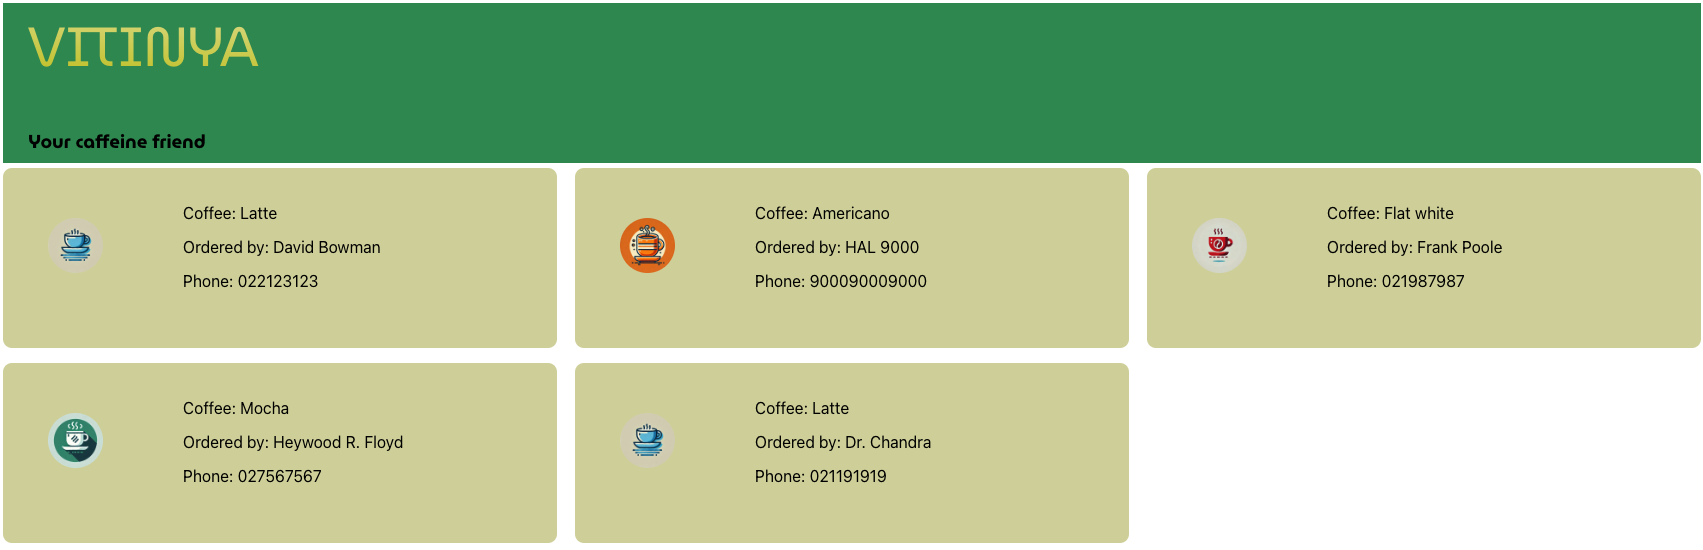 VITINYA
Your caffeine friend
Coffee: Latte
Ordered by: David Bowman
Phone: 022123123
Coffee: Americano
Ordered by: HAL 9000
Phone: 900090009000
Coffee: Flat white
Ordered by: Frank Poole
Phone: 021987987
Coffee: Mocha
Ordered by: Heywood R. Floyd
Phone: 027567567
Coffee: Latte
Ordered by: Dr. Chandra
Phone: 021191919